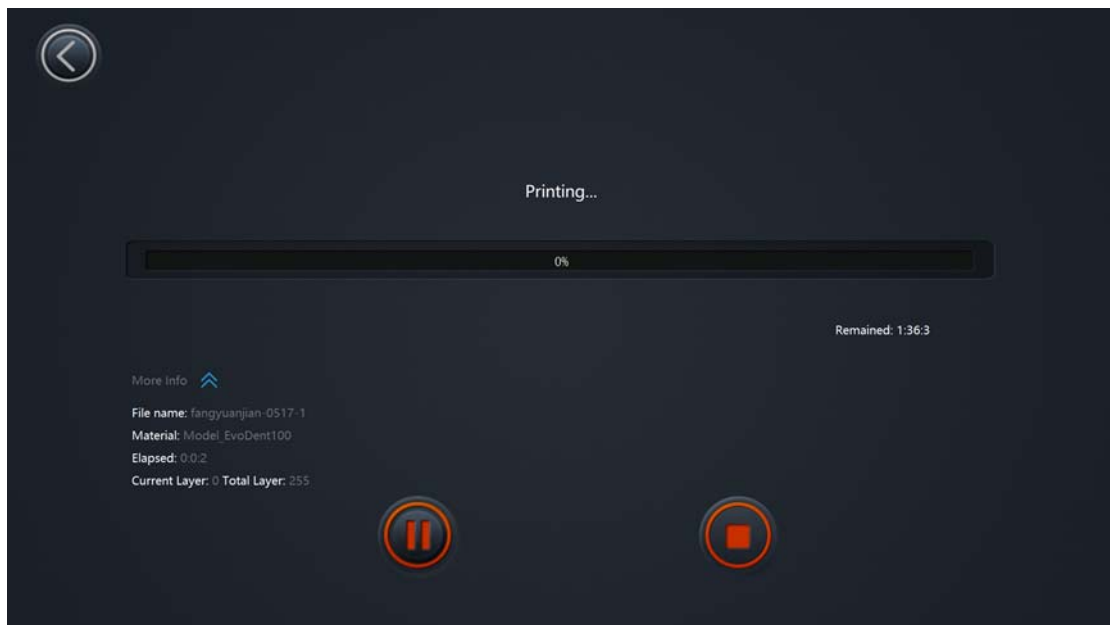 Printing...
0%
Remained: 1:36:3
More Info
File name: fangyuanjian-0517-1
Material: Model_EvoDent100
Elapsed: 0:0:2
Current Layer: 0 Total Layer: 255